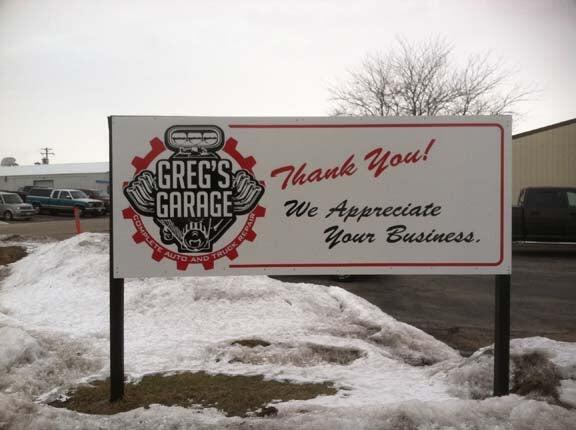 GREG'S
GARAGE
COMPLETE AUTO AND TRUCK REPAIR
Thank You!
We Appreciate
Your Business.